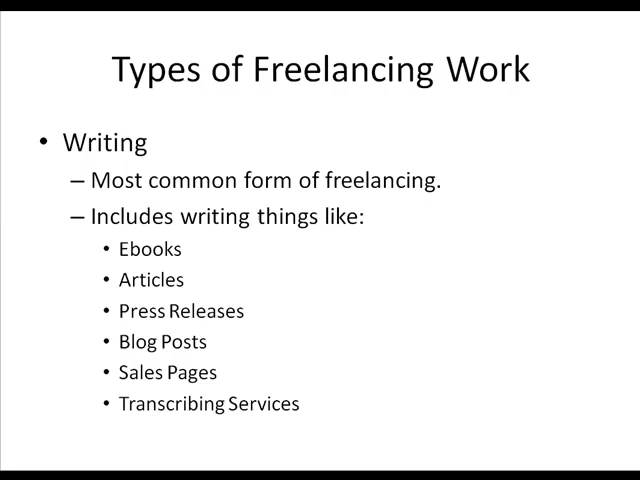 Types of Freelancing Work
• Writing
– Most common form of freelancing.
– Includes writing things like:
• Ebooks
• Articles
• Press Releases
• Blog Posts
• Sales Pages
• Transcribing Services